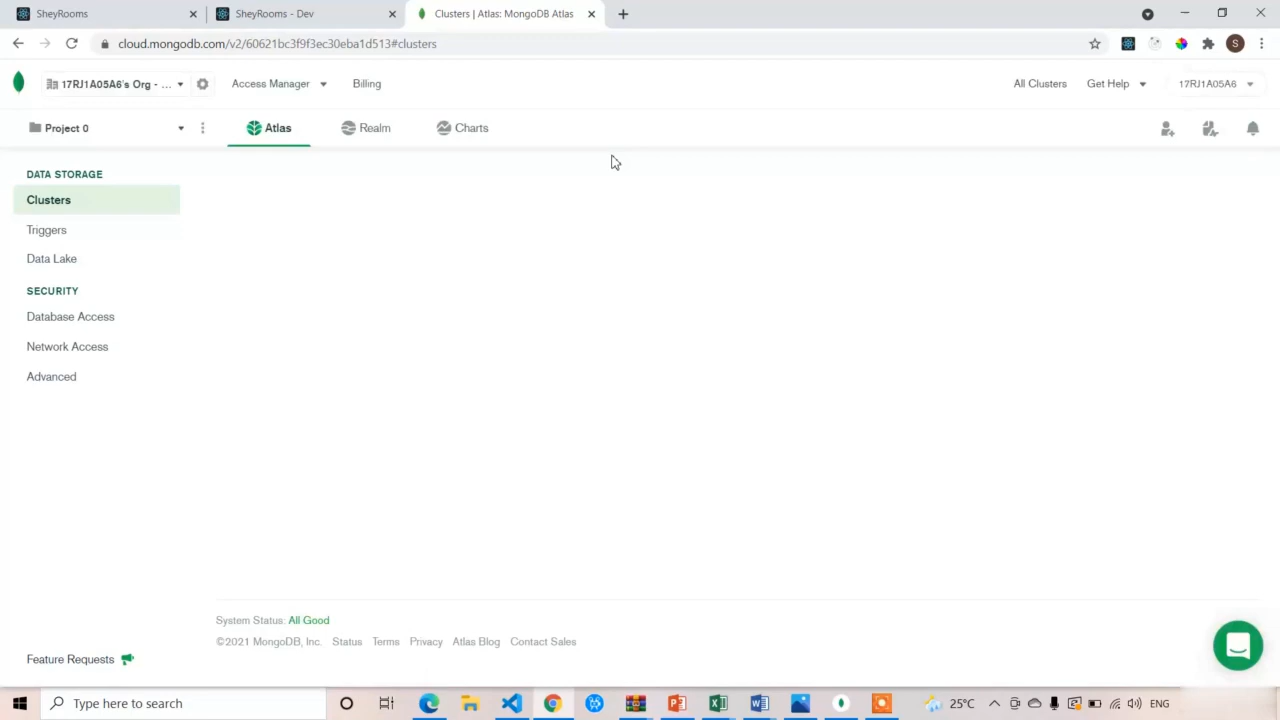 SheyRooms
SheyRooms - Dev
Clusters | Atlas: MongoDB Atlas
cloud.mongodb.com/v2/60621bc3f9f3ec30eba1d513#clusters
S
17RJ1A05A6's Org - ...
Access Manager
Billing
All Clusters
Get Help
17RJ1A05A6
Project 0
Atlas
Realm
Charts
DATA STORAGE
Clusters
Triggers
Data Lake
SECURITY
Database Access
Network Access
Advanced
System Status: All Good
©2021 MongoDB, Inc. Status Terms Privacy Atlas Blog Contact Sales
Feature Requests
Type here to search
25°C
ENG